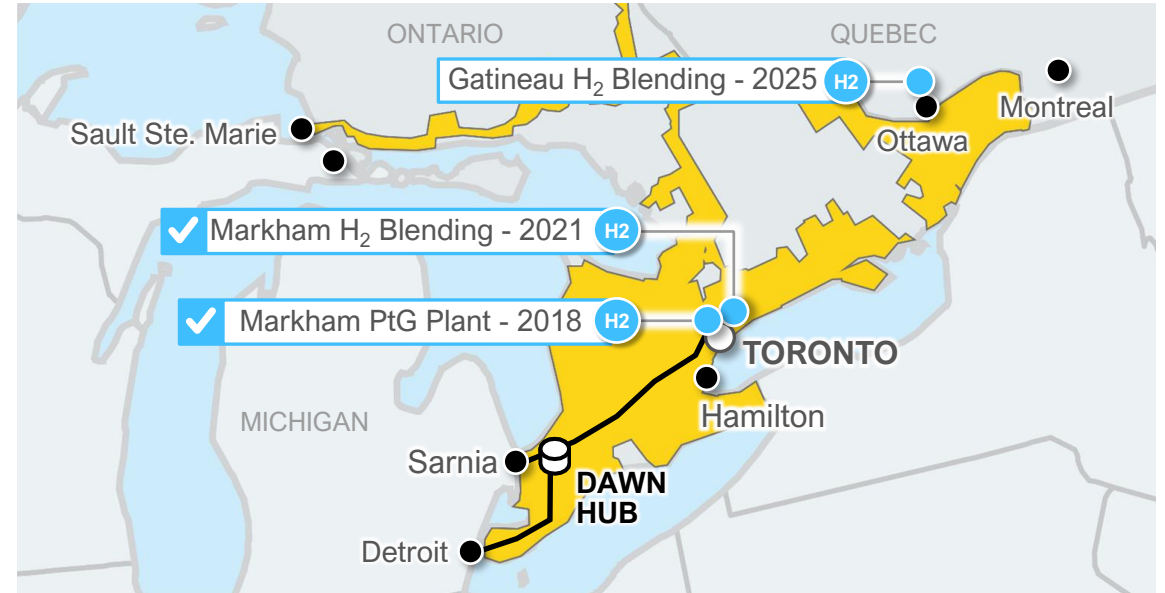 ONTARIO
QUEBEC
Gatineau H₂ Blending - 2025 H2
Montreal
Ottawa
Sault Ste. Marie
Markham H₂ Blending - 2021 H2
Markham PtG Plant - 2018 H2
TORONTO
Hamilton
MICHIGAN
Sarnia
DAWN
HUB
Detroit